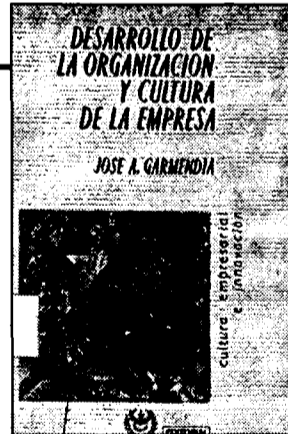 DESARROLLO DE
LA ORGANIZACION
Y CULTURA
DE LA EMPRESA
JOSE A. GARMENDIA
cultura empresarial
e innovación